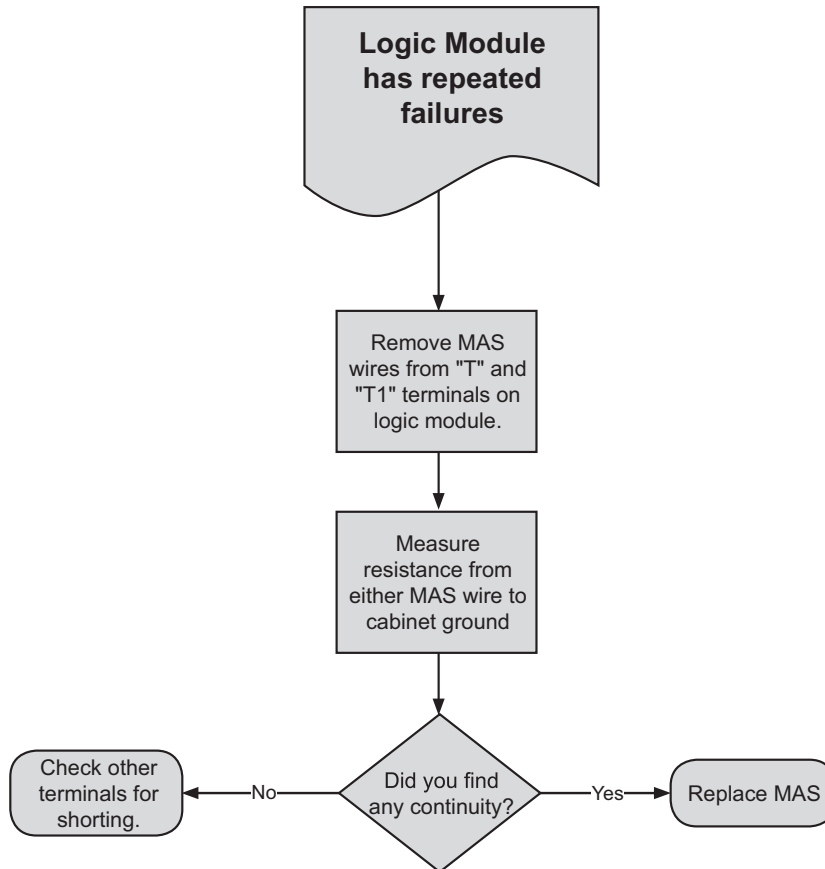 Logic Module
has repeated
failures
Remove MAS
wires from "T" and
"T1" terminals on
logic module.
Measure
resistance from
either MAS wire to
cabinet ground
Did you find
any continuity?
No
Check other
terminals for
shorting.
Yes
Replace MAS